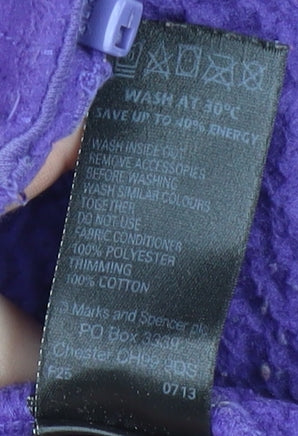 WASH AT 30°C
SAVE UP TO 40% ENERGY
WASH INSIDE OUT
REMOVE ACCESSORIES
BEFORE WASHING
WASH SIMILAR COLOURS
TOGETHER
DO NOT USE
FABRIC CONDITIONER
100% POLYESTER
TRIMMING
100% COTTON
Marks and Spencer plc
PO Box 3339
Chester CH99 9QS
F25
0713